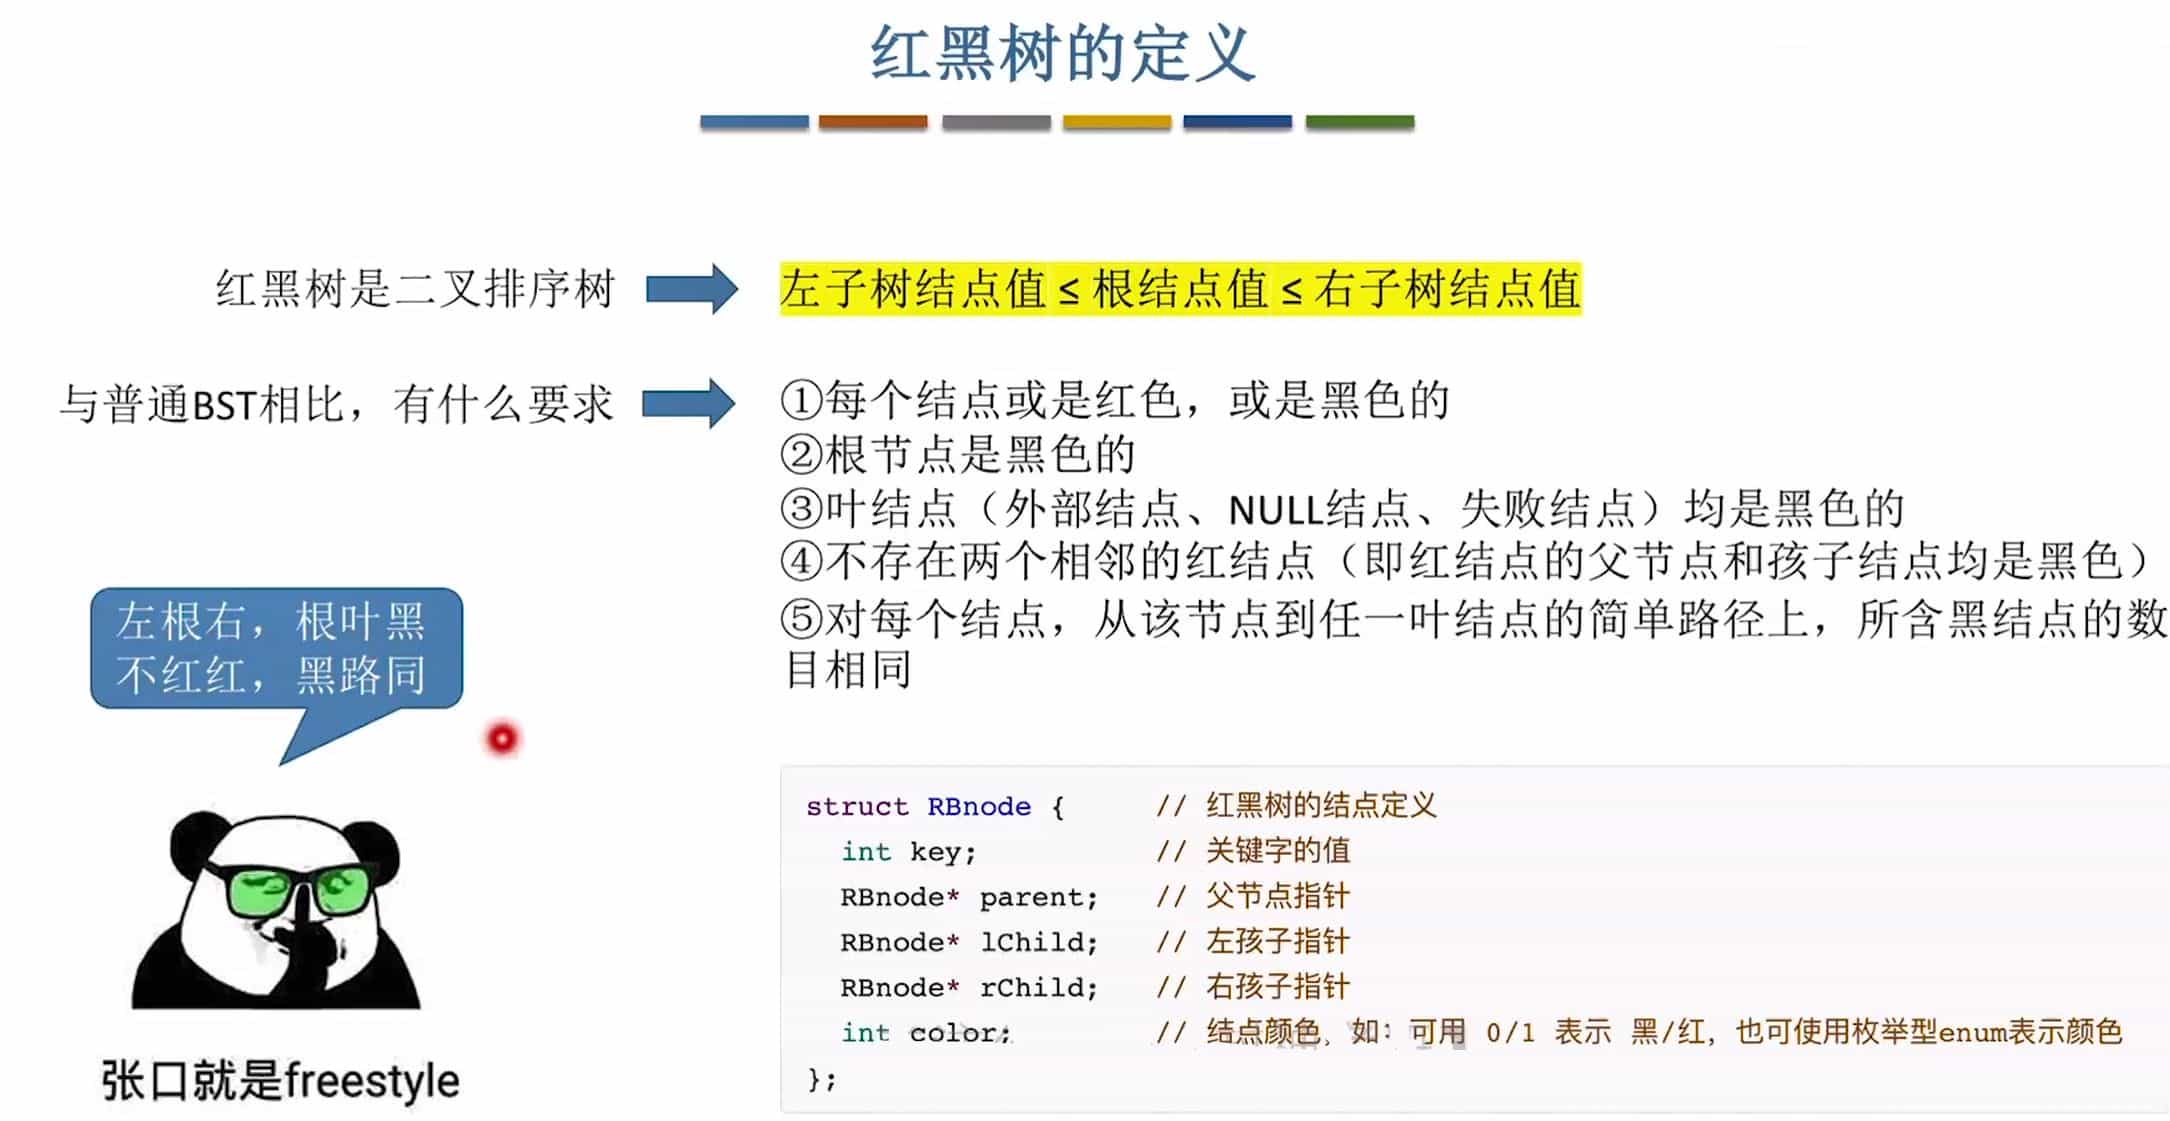 红黑树的定义
红黑树是二叉排序树
左子树结点值 ≤ 根结点值 ≤ 右子树结点值
与普通BST相比，有什么要求
①每个结点或是红色，或是黑色的
②根节点是黑色的
③叶结点（外部结点、NULL结点、失败结点）均是黑色的
④不存在两个相邻的红结点（即红结点的父节点和孩子结点均是黑色）
⑤对每个结点，从该节点到任一叶结点的简单路径上，所含黑结点的数
目相同
左根右，根叶黑
不红红，黑路同
张口就是freestyle
struct RBnode { // 红黑树的结点定义
int key; // 关键字的值
RBnode* parent; // 父节点指针
RBnode* lChild; // 左孩子指针
RBnode* rChild; // 右孩子指针
int color; // 结点颜色，如：可用 0/1 表示 黑/红，也可使用枚举型enum表示颜色
};